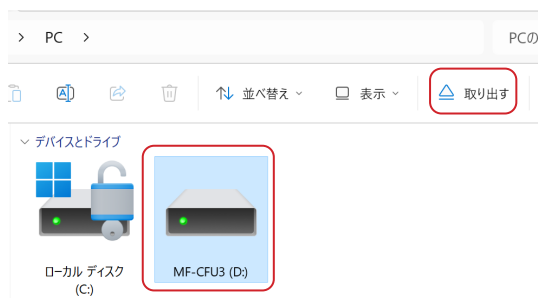 PC
PCの
並べ替え
表示
取り出す
デバイスとドライブ
ローカル ディスク
(C:)
MF-CFU3 (D:)